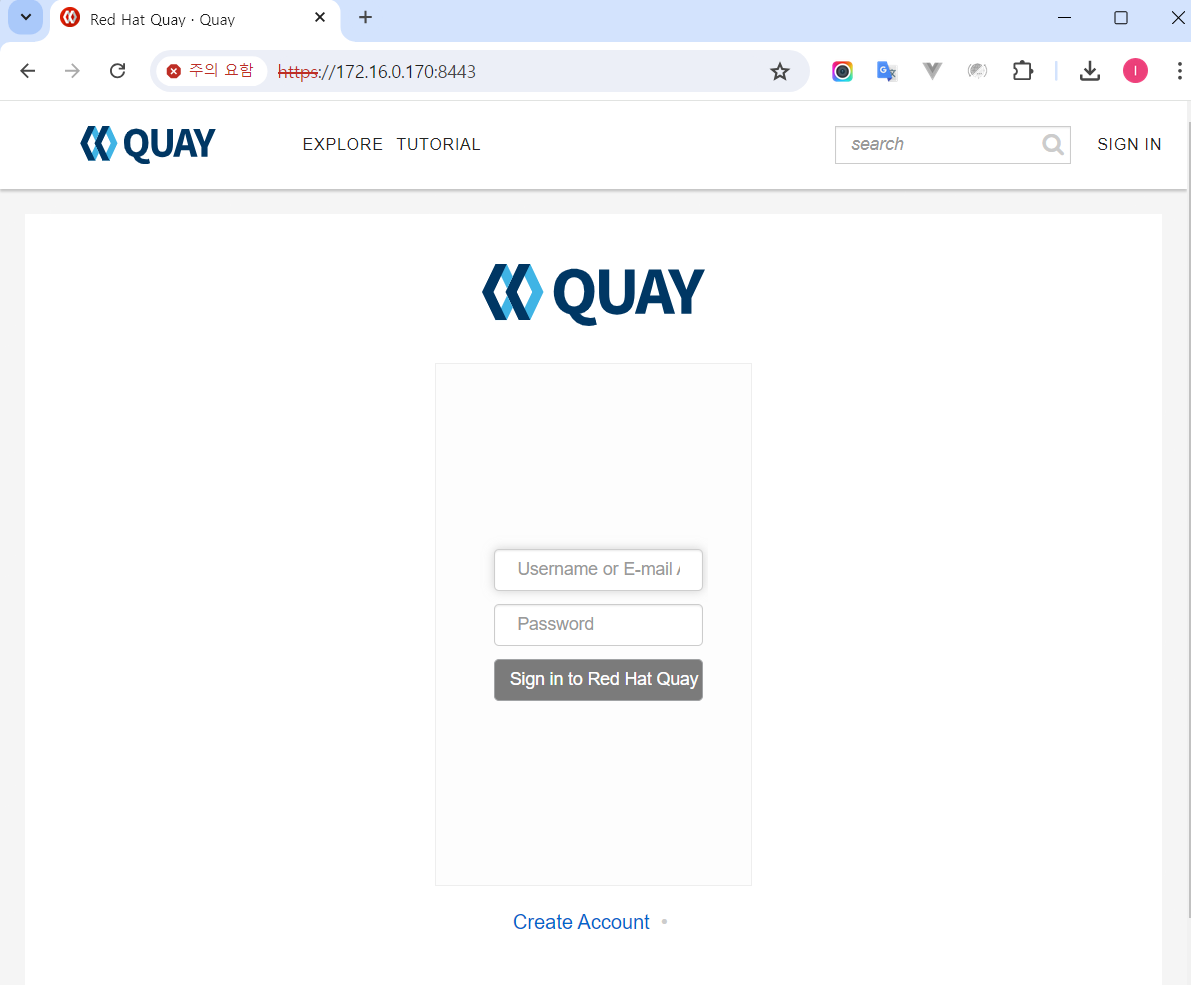 Red Hat Quay · Quay
주의 요함 https://172.16.0.170:8443
QUAY EXPLORE TUTORIAL search SIGN IN
QUAY
Username or E-mail
Password
Sign in to Red Hat Quay
Create Account •